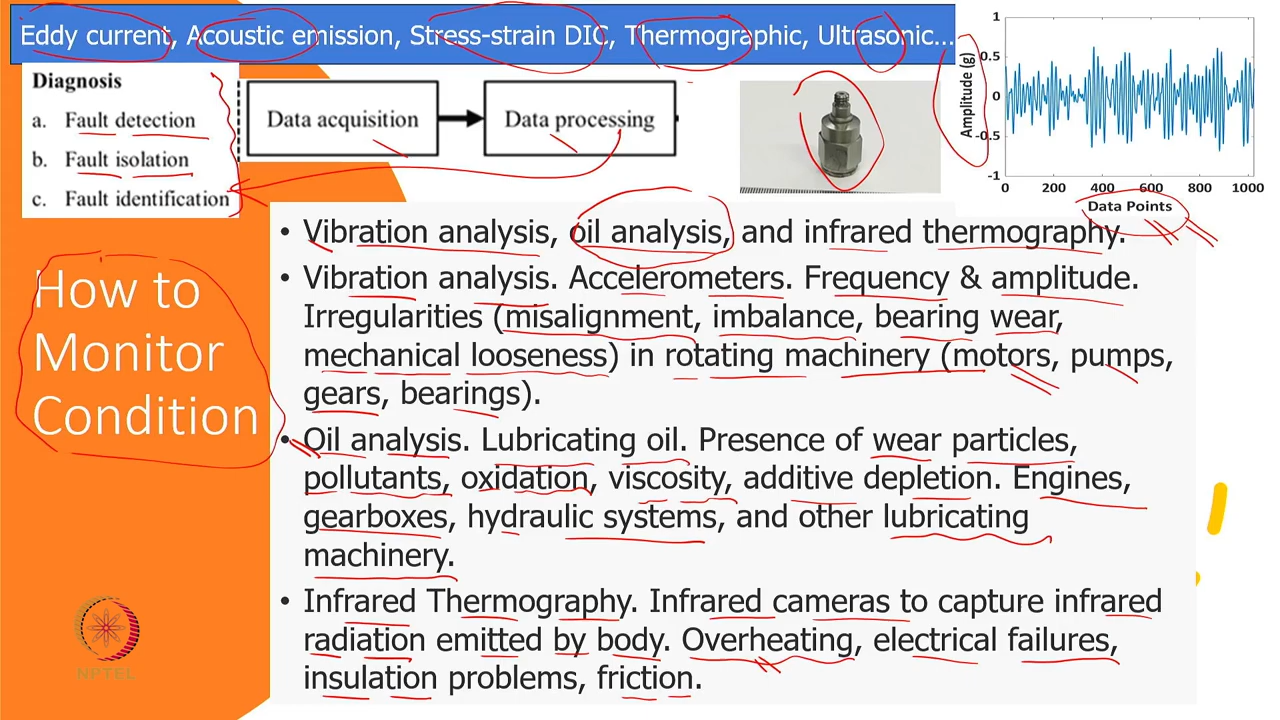 Eddy current, Acoustic emission, Stress-strain DIC, Thermographic, Ultrasonic...
Diagnosis
a. Fault detection
b. Fault isolation
c. Fault identification
Data acquisition
Data processing
Amplitude (g)
1
0.5
0
-0.5
-1
0 200 400 600 800 1000
Data Points
How to
Monitor
Condition
• Vibration analysis, oil analysis, and infrared thermography.
• Vibration analysis. Accelerometers. Frequency & amplitude.
Irregularities (misalignment, imbalance, bearing wear,
mechanical looseness) in rotating machinery (motors, pumps,
gears, bearings).
• Oil analysis. Lubricating oil. Presence of wear particles,
pollutants, oxidation, viscosity, additive depletion. Engines,
gearboxes, hydraulic systems, and other lubricating
machinery.
• Infrared Thermography. Infrared cameras to capture infrared
radiation emitted by body. Overheating, electrical failures,
insulation problems, friction.
NPTEL